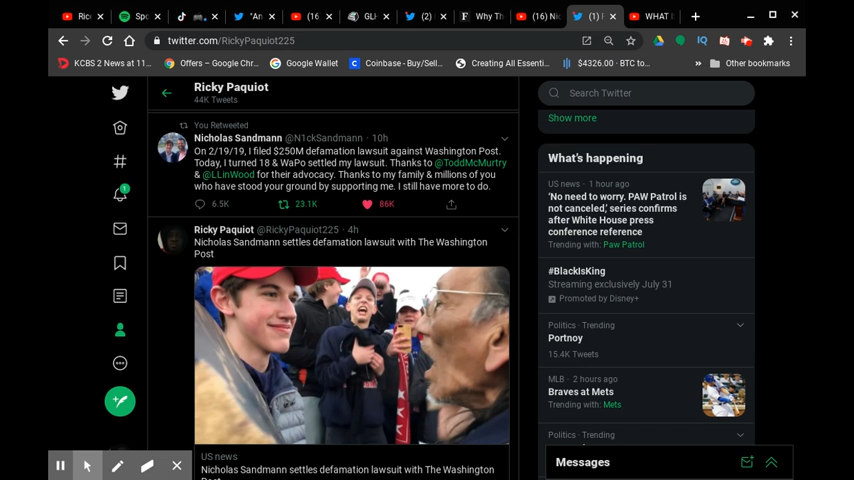 Ricl
Spo
"An
(16
GLI
(2)
Why Th
(16) Nic
(1)
WHAT I
twitter.com/RickyPaquiot225
KCBS 2 News at 11...
Offers – Google Chr...
Google Wallet
Coinbase - Buy/Sell...
Creating All Essenti...
$4326.00 · BTC to...
»
Other bookmarks
Ricky Paquiot
44K Tweets
You Retweeted
Nicholas Sandmann @N1ckSandmann · 10h
On 2/19/19, I filed $250M defamation lawsuit against Washington Post.
Today, I turned 18 & WaPo settled my lawsuit. Thanks to @ToddMcMurtry
& @LLinWood for their advocacy. Thanks to my family & millions of you
who have stood your ground by supporting me. I still have more to do.
6.5K 23.1K 86K
Ricky Paquiot @RickyPaquiot225 · 4h
Nicholas Sandmann settles defamation lawsuit with The Washington
Post
US news
Nicholas Sandmann settles defamation lawsuit with The Washington
Search Twitter
Show more
What's happening
US news · 1 hour ago
'No need to worry. PAW Patrol is
not canceled,' series confirms
after White House press
conference reference
Trending with: Paw Patrol
#BlackIsKing
Streaming exclusively July 31
Promoted by Disney+
Politics · Trending
Portnoy
15.4K Tweets
MLB · 2 hours ago
Braves at Mets
Trending with: Mets
Politics · Trending
Messages